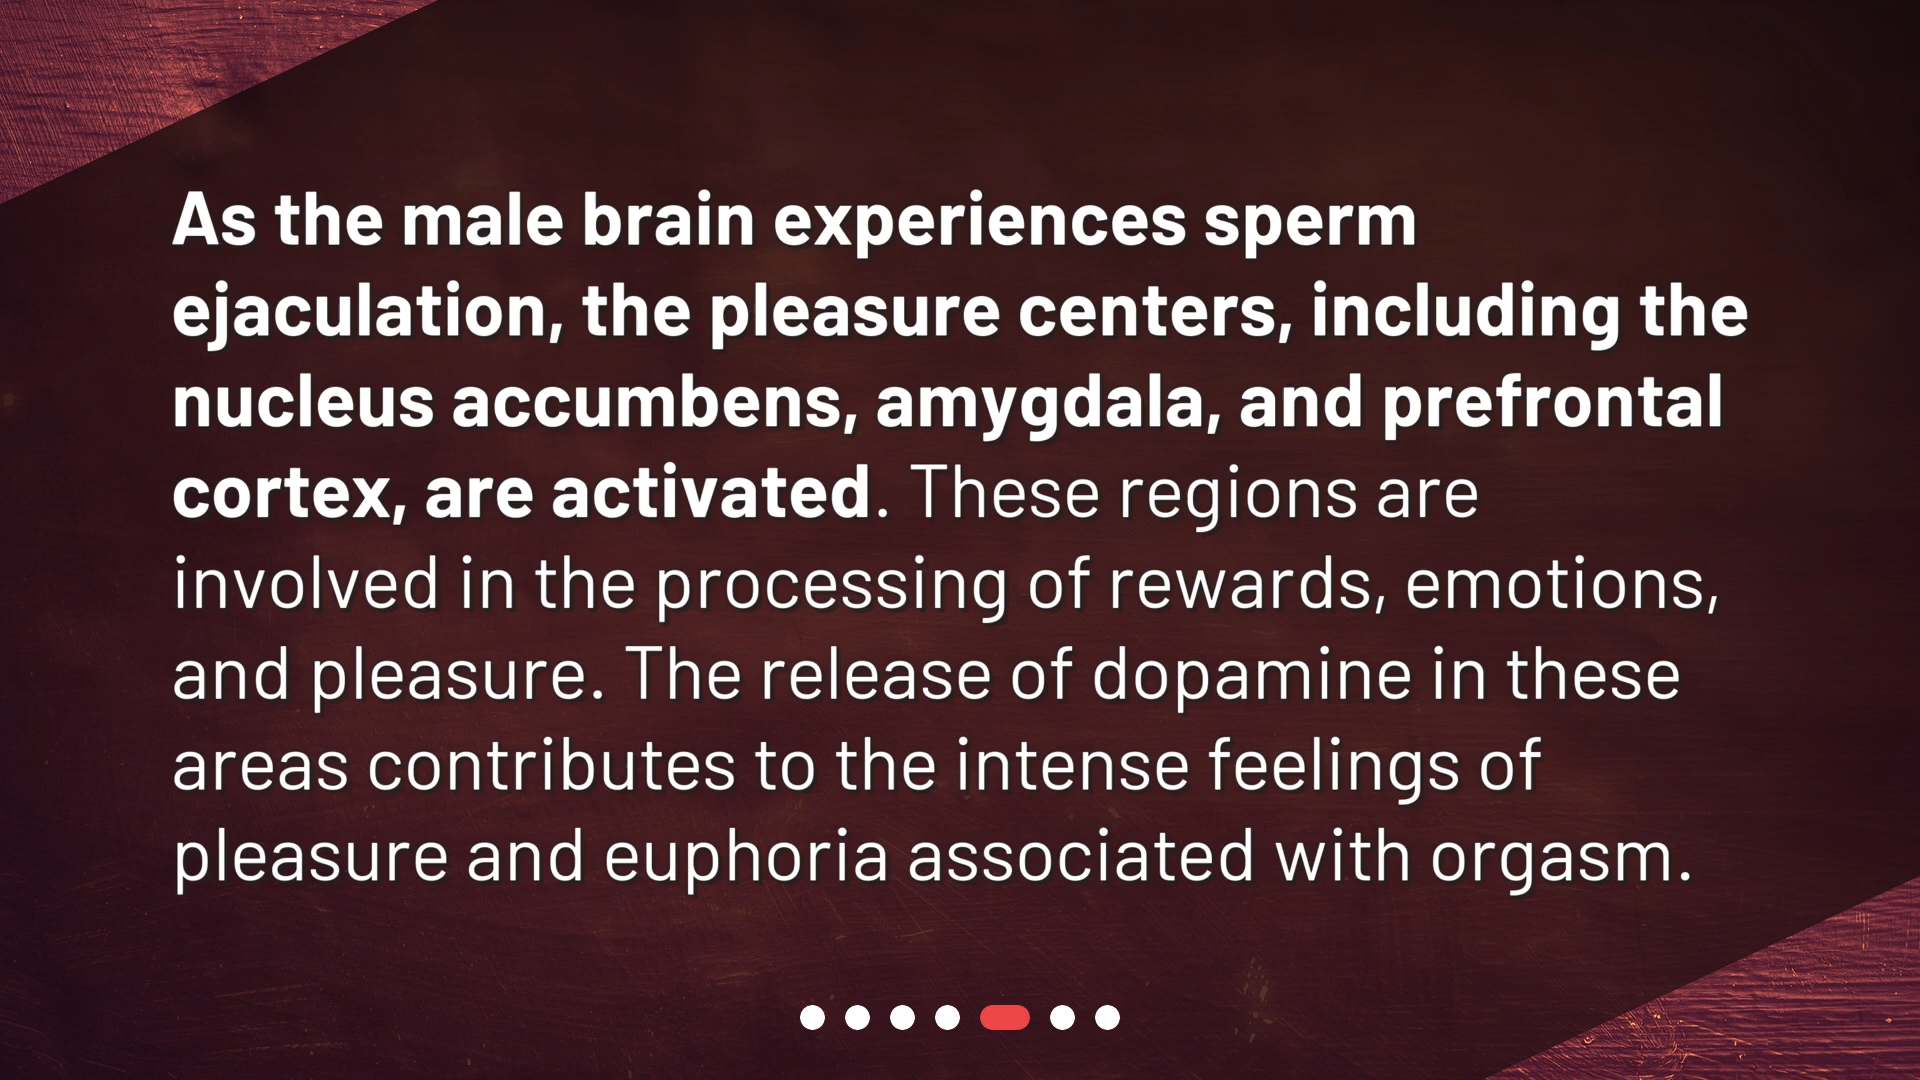 As the male brain experiences sperm
ejaculation, the pleasure centers, including the
nucleus accumbens, amygdala, and prefrontal
cortex, are activated. These regions are
involved in the processing of rewards, emotions,
and pleasure. The release of dopamine in these
areas contributes to the intense feelings of
pleasure and euphoria associated with orgasm.